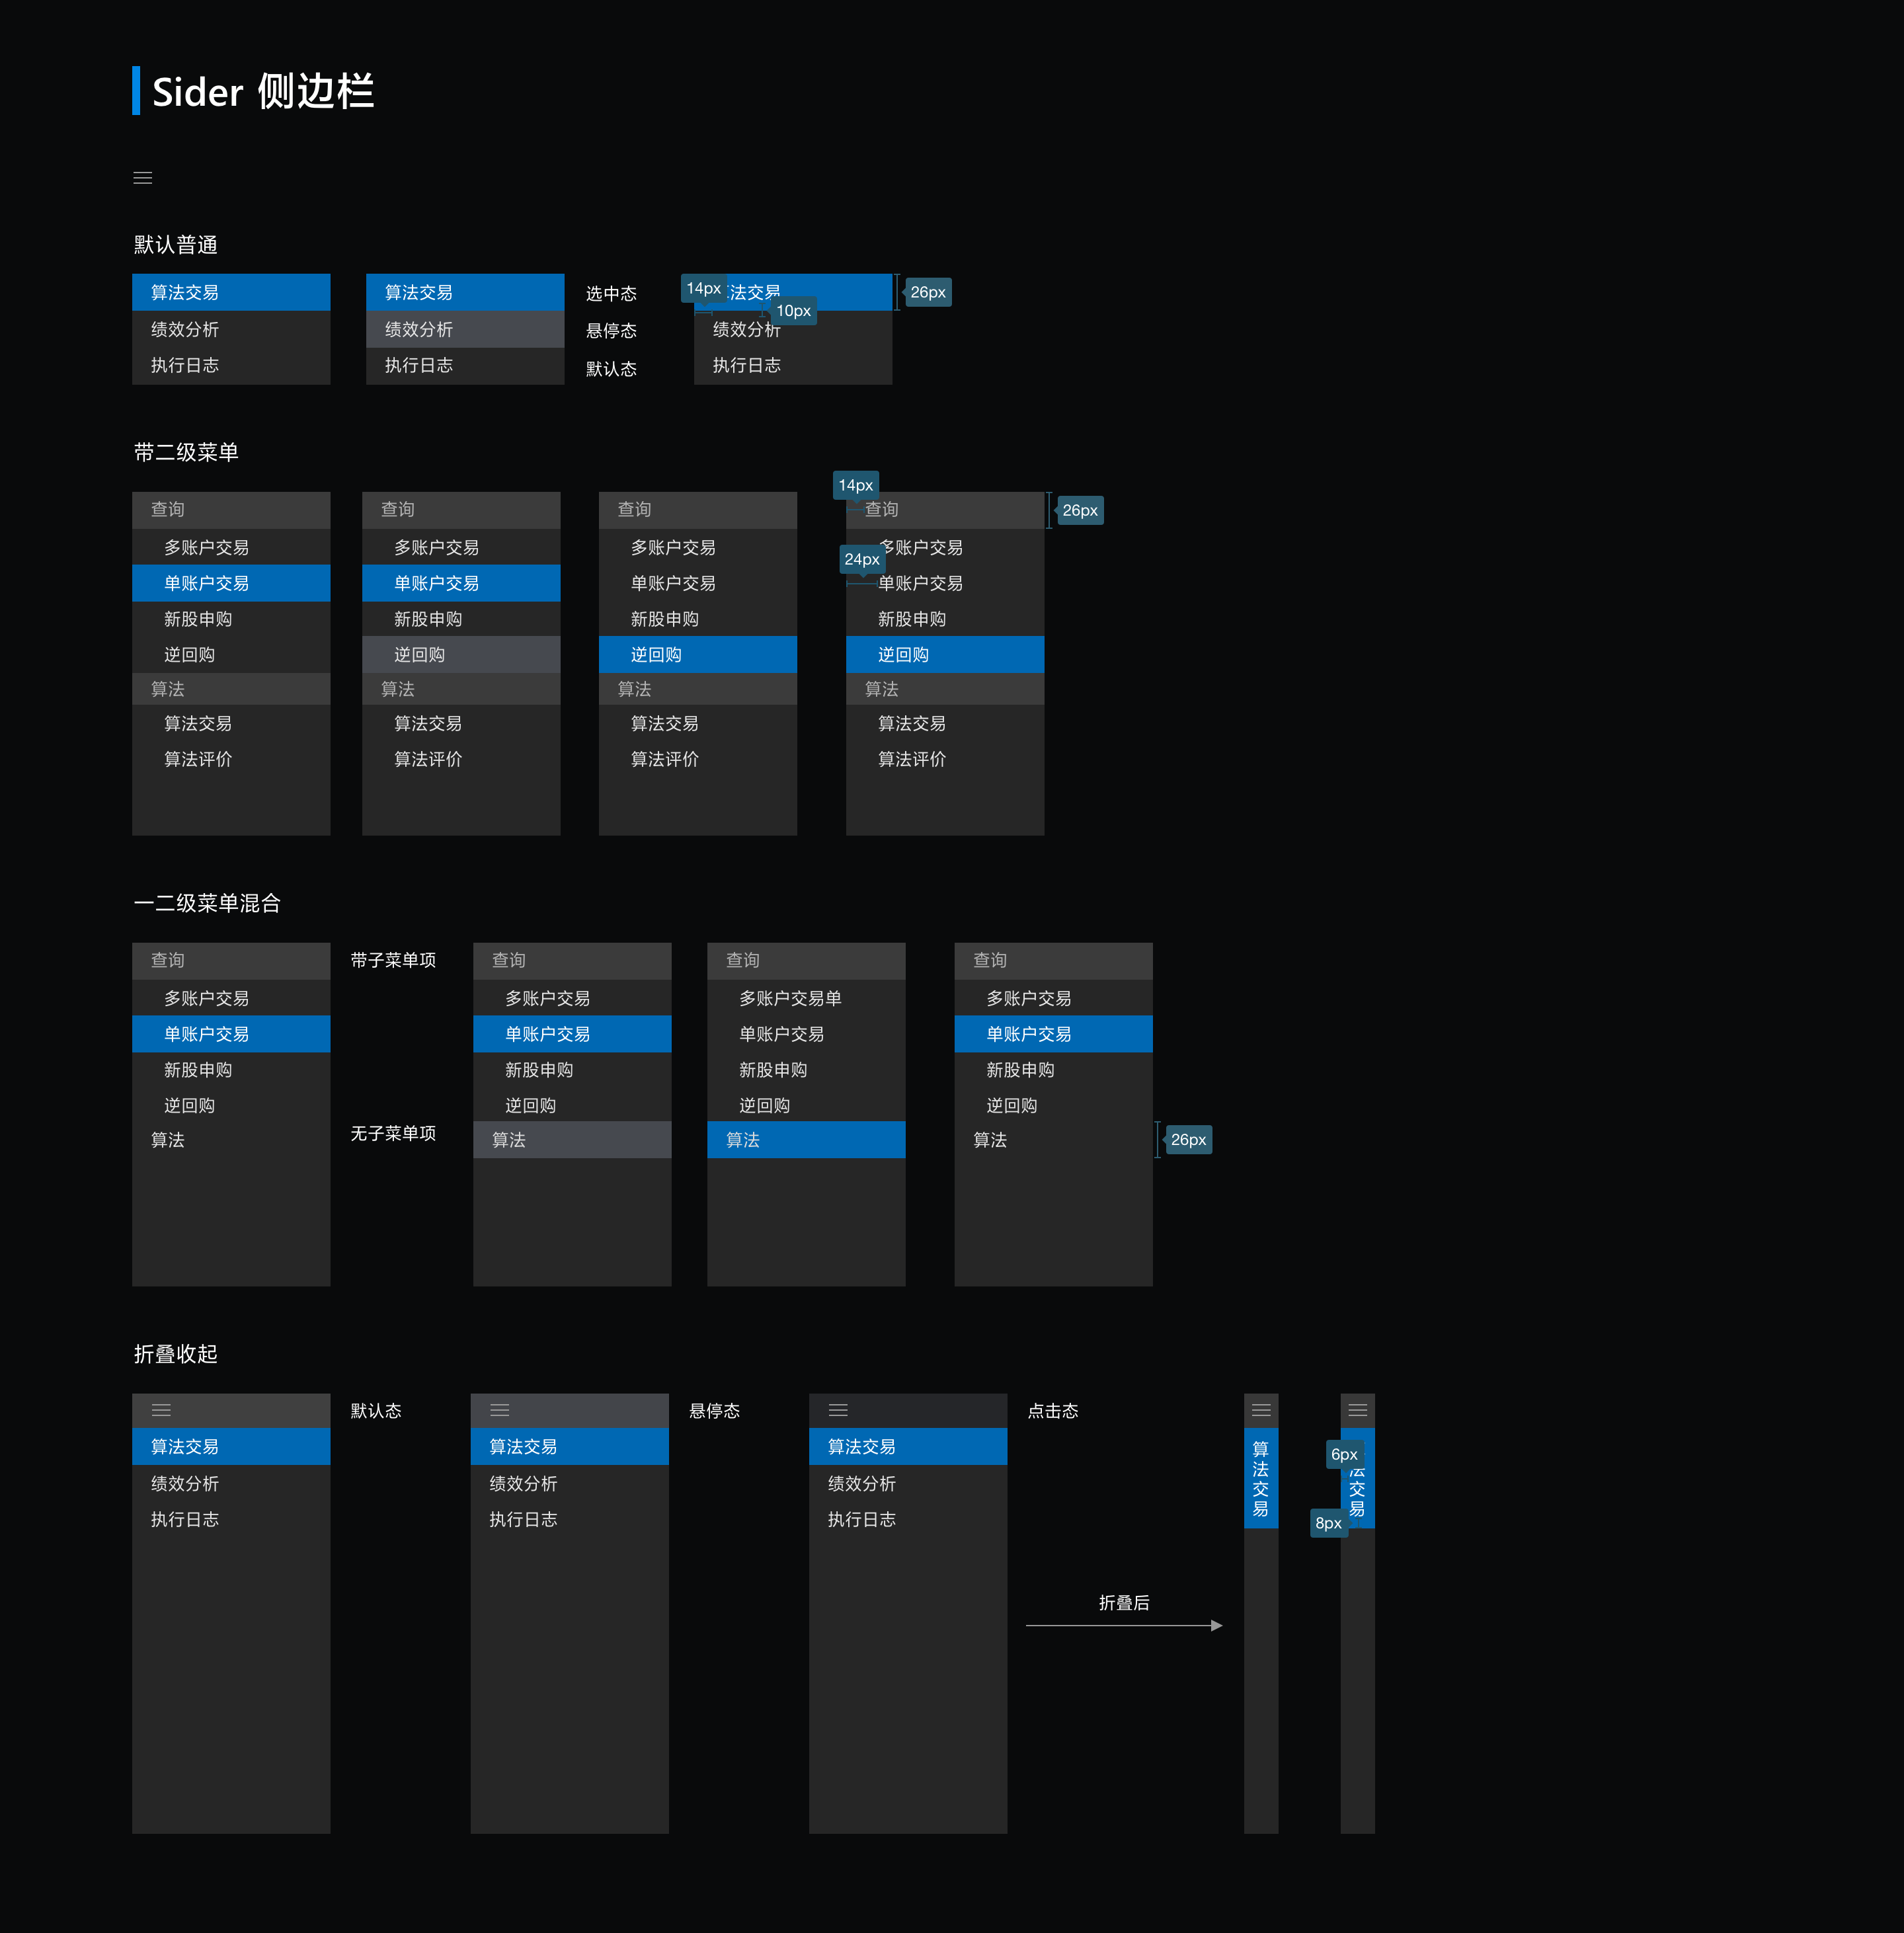 Sider 侧边栏
默认普通
算法交易
绩效分析
执行日志
算法交易
绩效分析
执行日志
选中态
悬停态
默认态
14px
法交易
10px
绩效分析
执行日志
26px
带二级菜单
查询
多账户交易
单账户交易
新股申购
逆回购
算法
算法交易
算法评价
查询
多账户交易
单账户交易
新股申购
逆回购
算法
算法交易
算法评价
查询
多账户交易
单账户交易
新股申购
逆回购
算法
算法交易
算法评价
14px
查询
26px
多账户交易
24px
单账户交易
新股申购
逆回购
算法
算法交易
算法评价
一二级菜单混合
查询
多账户交易
单账户交易
新股申购
逆回购
算法
带子菜单项
无子菜单项
查询
多账户交易
单账户交易
新股申购
逆回购
算法
查询
多账户交易单
单账户交易
新股申购
逆回购
算法
查询
多账户交易
单账户交易
新股申购
逆回购
算法
26px
折叠收起
算法交易
绩效分析
执行日志
默认态
算法交易
绩效分析
执行日志
悬停态
算法交易
绩效分析
执行日志
点击态
折叠后
算法交易
6px
法交易
8px